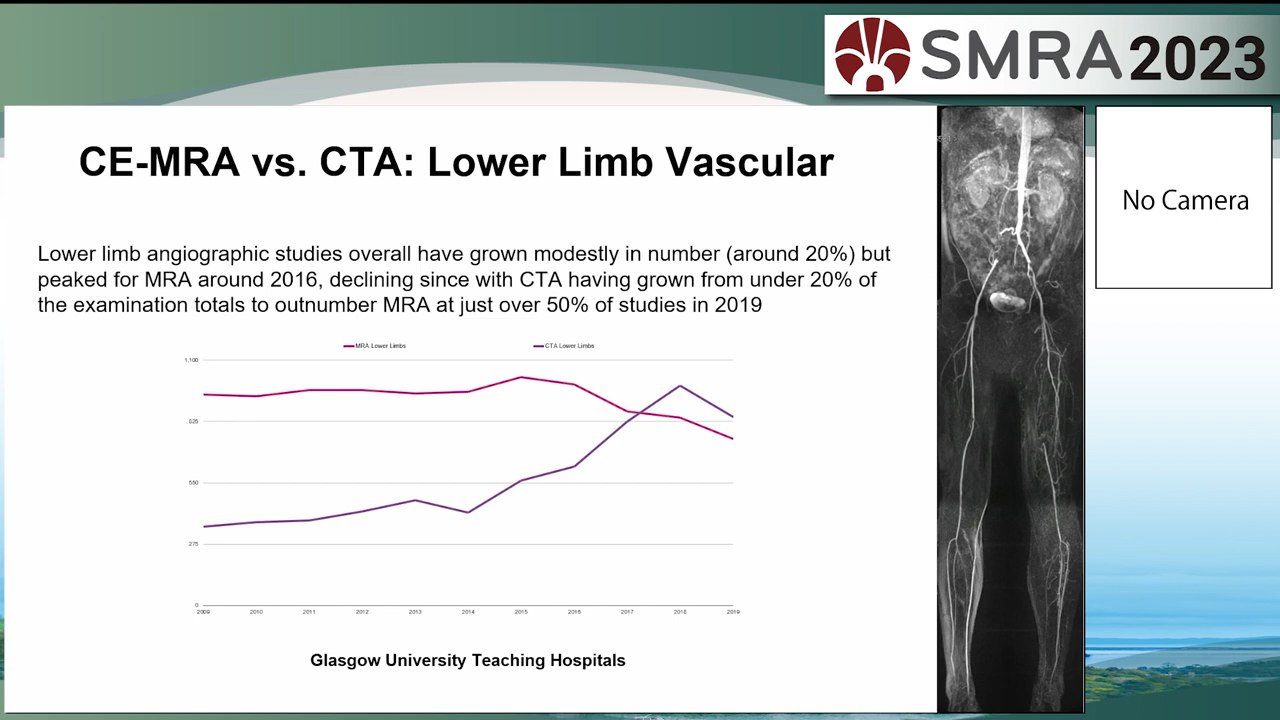 SMRA 2023
CE-MRA vs. CTA: Lower Limb Vascular
No Camera
Lower limb angiographic studies overall have grown modestly in number (around 20%) but
peaked for MRA around 2016, declining since with CTA having grown from under 20% of
the examination totals to outnumber MRA at just over 50% of studies in 2019
MRA Lower Limbs CTA Lower Limbs
1,100
825
550
275
0
2009 2010 2011 2012 2013 2014 2015 2016 2017 2018 2019
Glasgow University Teaching Hospitals